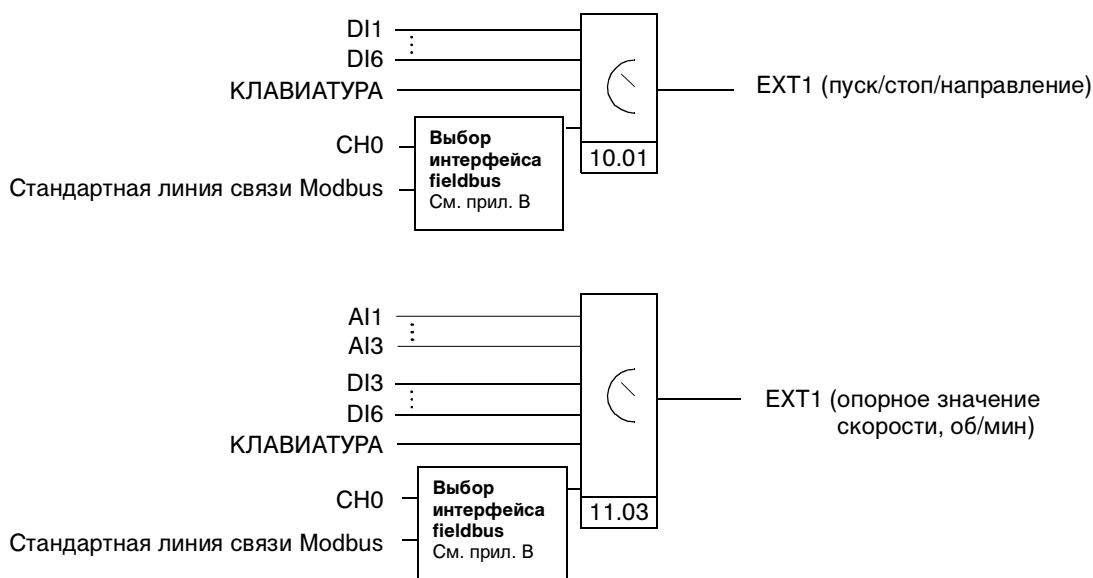 DI1
DI6
КЛАВИАТУРА
EXT1 (пуск/стоп/направление)
CH0
Выбор
интерфейса
fieldbus
См. прил. B
10.01
Стандартная линия связи Modbus
AI1
AI3
DI3
DI6
КЛАВИАТУРА
EXT1 (опорное значение
скорости, об/мин)
CH0
Выбор
интерфейса
fieldbus
См. прил. B
11.03
Стандартная линия связи Modbus